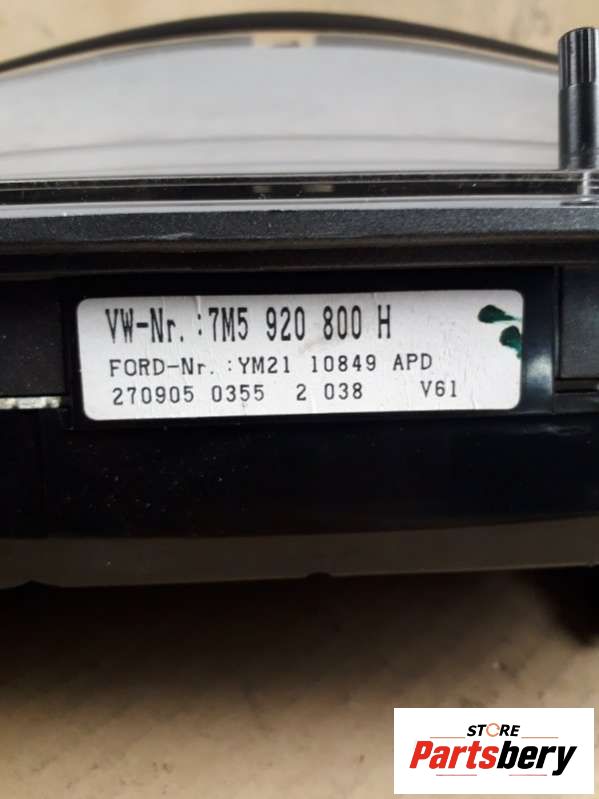 VW-Nr. :7M5 920 800 H
FORD-Nr. :YM21 10849 APD
270905 0355 2 038 V61
STORE
Partsbery